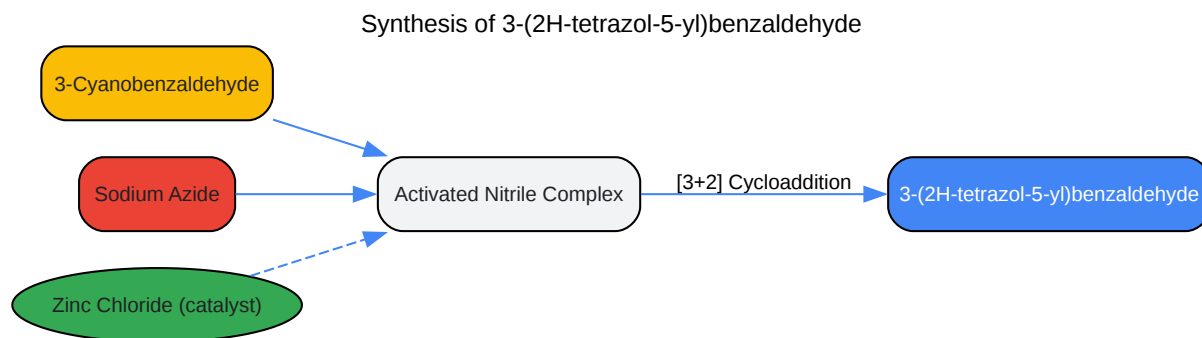 Synthesis of 3-(2H-tetrazol-5-yl)benzaldehyde
3-Cyanobenzaldehyde
Sodium Azide
Zinc Chloride (catalyst)
Activated Nitrile Complex
[3+2] Cycloaddition
3-(2H-tetrazol-5-yl)benzaldehyde